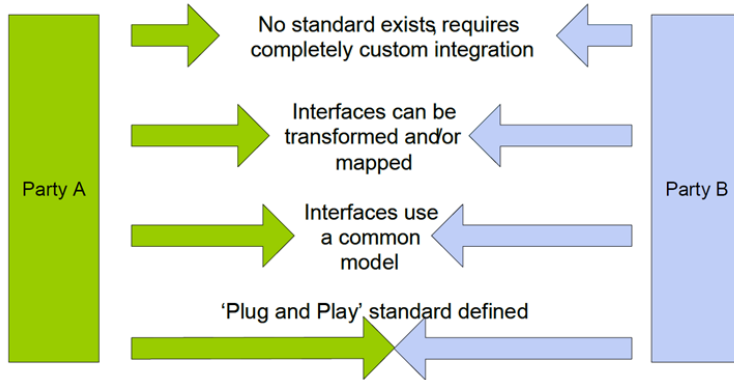 No standard exists, requires
completely custom integration
Interfaces can be
transformed and/or
mapped
Party A
Party B
Interfaces use
a common
model
‘Plug and Play’ standard defined